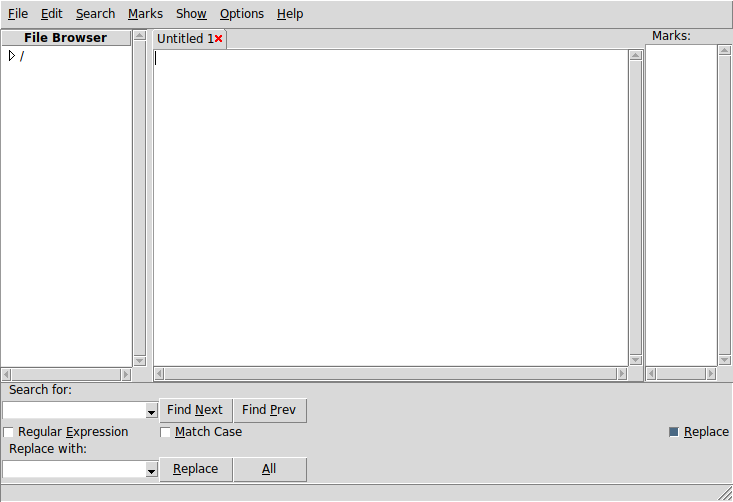 File Edit Search Marks Show Options Help
File Browser
Untitled 1
Marks:
/
Search for:
Find Next Find Prev
Regular Expression Match Case Replace
Replace with:
Replace All